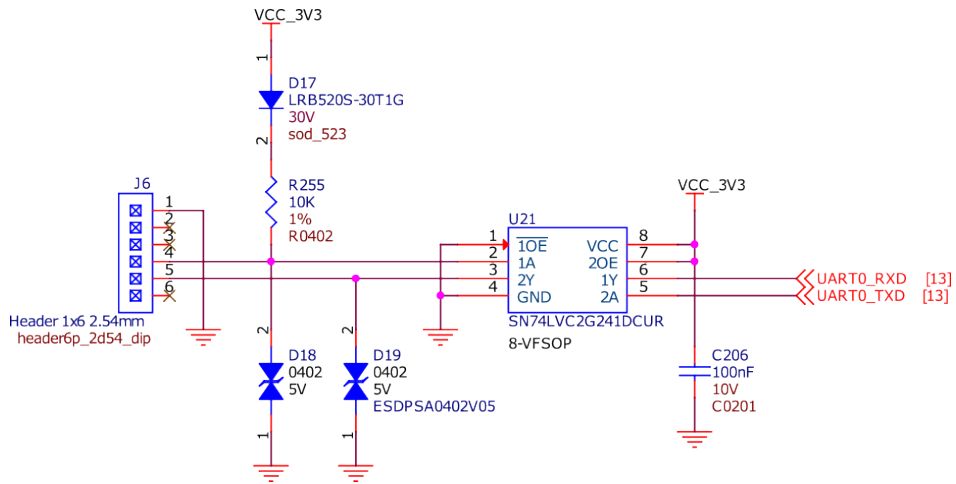 VCC_3V3
1
D17
LRB520S-30T1G
30V
sod_523
2
J6
R255
10K
1%
R0402
VCC_3V3
1
2
3
4
5
6
U21
1 1OE VCC 8
2 1A 2OE 7
3 2Y 1Y 6
4 GND 2A 5
UART0_RXD [13]
UART0_TXD [13]
SN74LVC2G241DCUR
8-VFSOP
Header 1x6 2.54mm
header6p_2d54_dip
2
D18
0402
5V
1
2
D19
0402
5V
ESDPSA0402V05
1
C206
100nF
10V
C0201